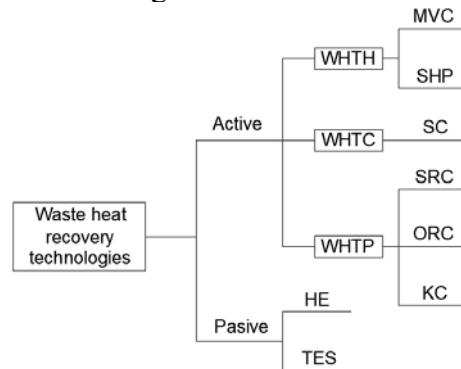 MVC
WHTH
SHP
Active
WHTC
SC
SRC
Waste heat
recovery
technologies
WHTP
ORC
KC
HE
Pasive
TES